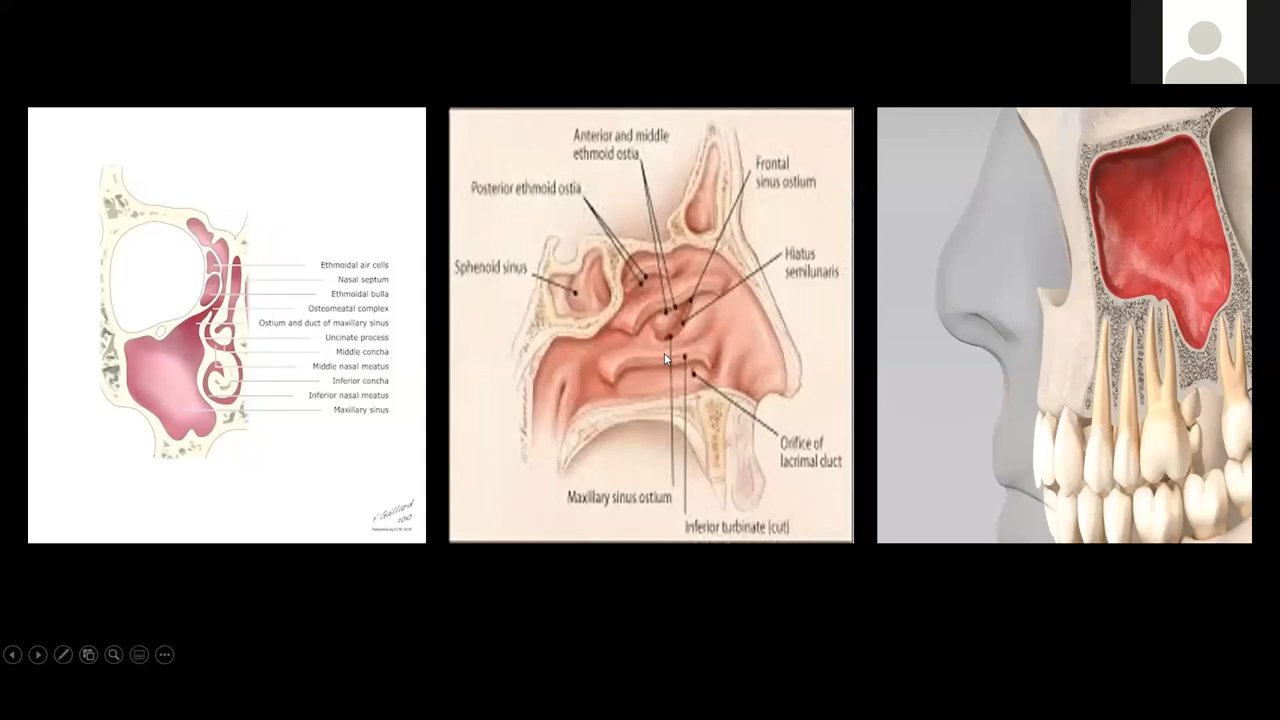 Ethmoidal air cells
Nasal septum
Ethmoidal bulla
Osteomeatal complex
Ostium and duct of maxillary sinus
Uncinate process
Middle concha
Middle nasal meatus
Inferior concha
Inferior nasal meatus
Maxillary sinus
Anterior and middle
ethmoid ostia
Posterior ethmoid ostia
Sphenoid sinus
Frontal
sinus ostium
Hiatus
semilunaris
Orifice of
lacrimal duct
Maxillary sinus ostium
Inferior turbinate (cut)